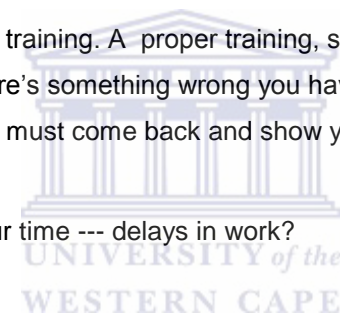 training. A proper training, s
re's something wrong you hav
must come back and show y
ur time --- delays in work?
UNIVERSITY of the
WESTERN CAPE